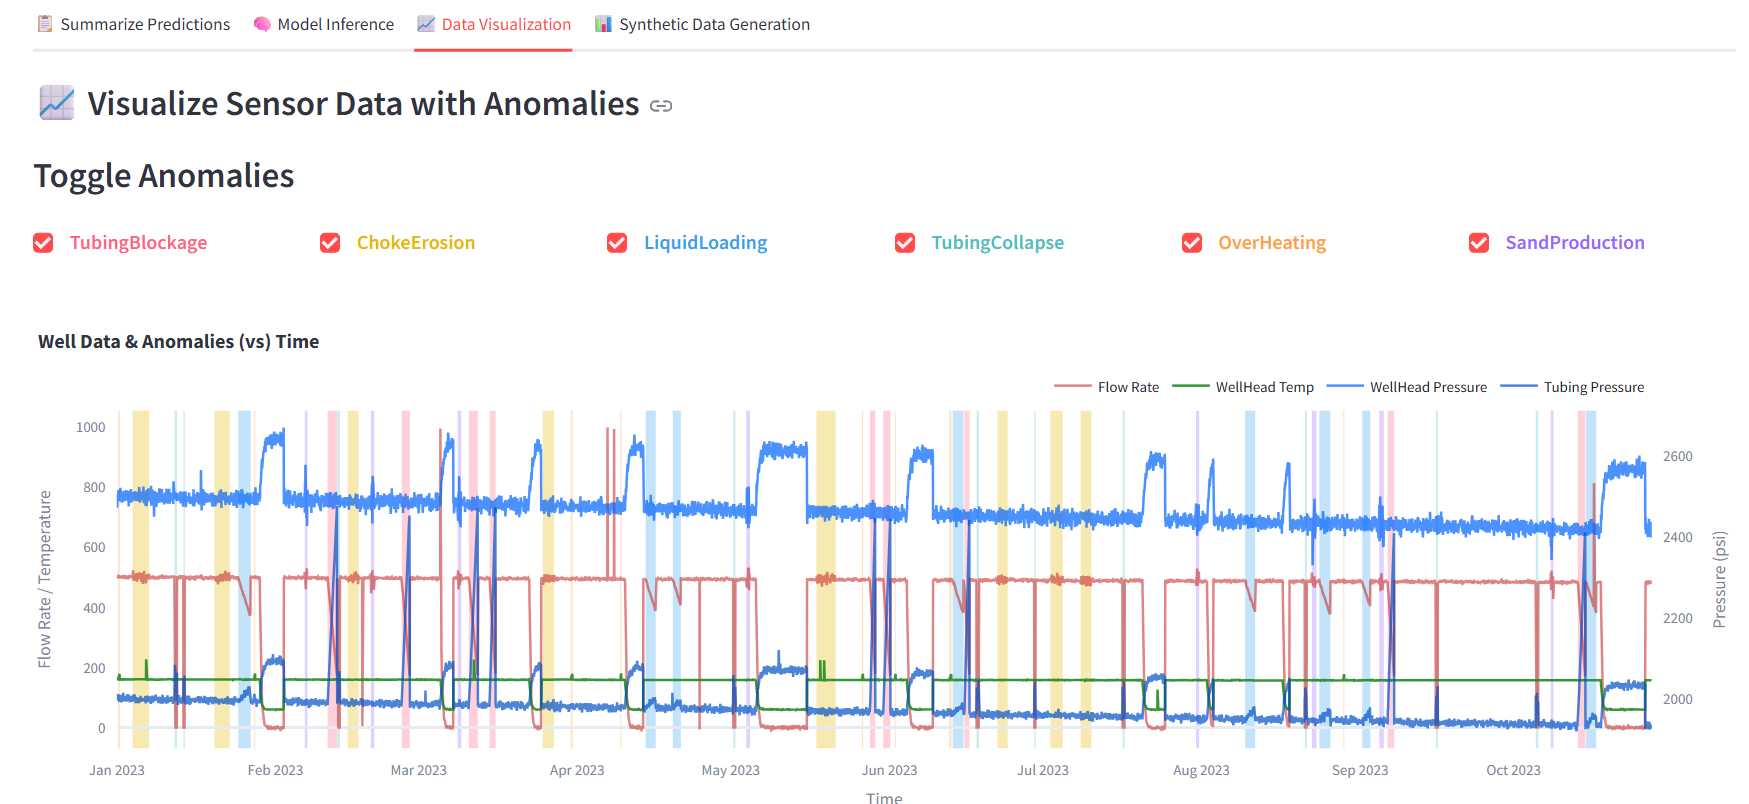 Summarize Predictions Model Inference Data Visualization Synthetic Data Generation
Visualize Sensor Data with Anomalies
Toggle Anomalies
TubingBlockage ChokeErosion LiquidLoading TubingCollapse OverHeating SandProduction
Well Data & Anomalies (vs) Time
Flow Rate WellHead Temp WellHead Pressure Tubing Pressure
1000
800
600
400
200
0
Flow Rate / Temperature
2600
2400
2200
2000
Pressure (psi)
Jan 2023 Feb 2023 Mar 2023 Apr 2023 May 2023 Jun 2023 Jul 2023 Aug 2023 Sep 2023 Oct 2023
Time